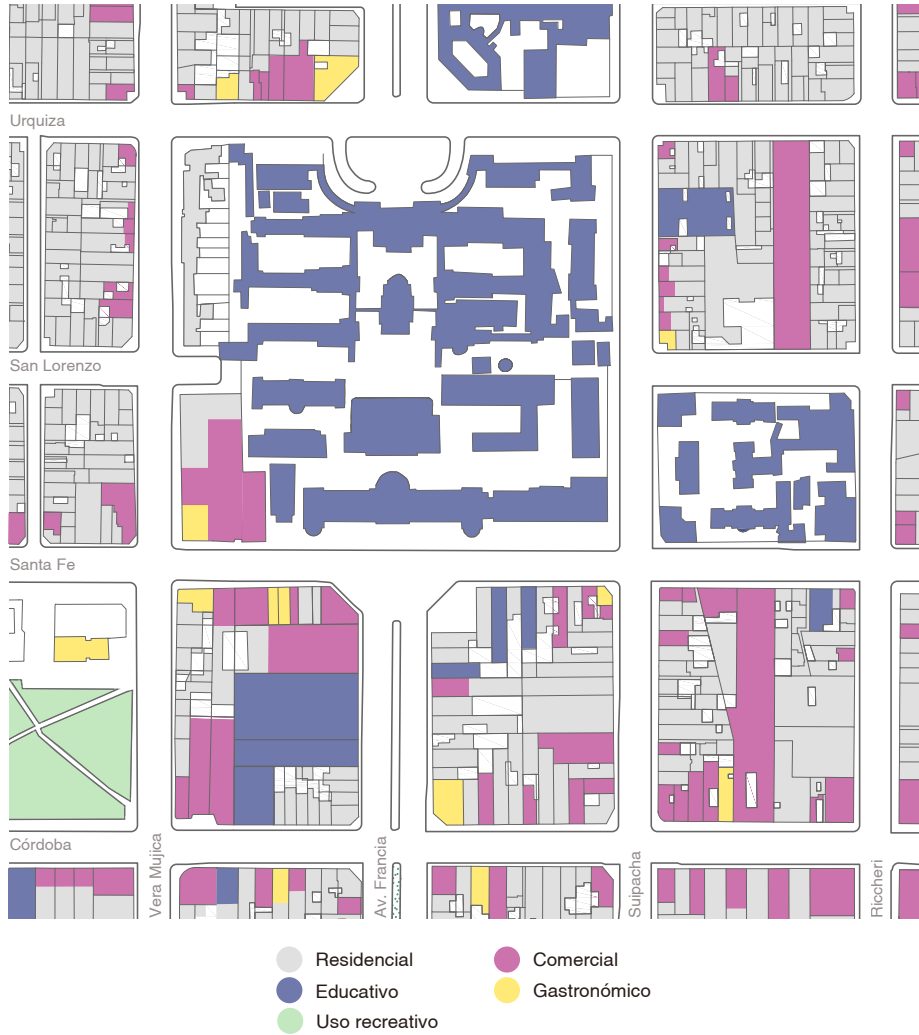 Urquiza
San Lorenzo
Santa Fe
Córdoba
Vera Mujica
Av. Francia
Suipacha
Riccheri
Residencial
Comercial
Educativo
Gastronómico
Uso recreativo